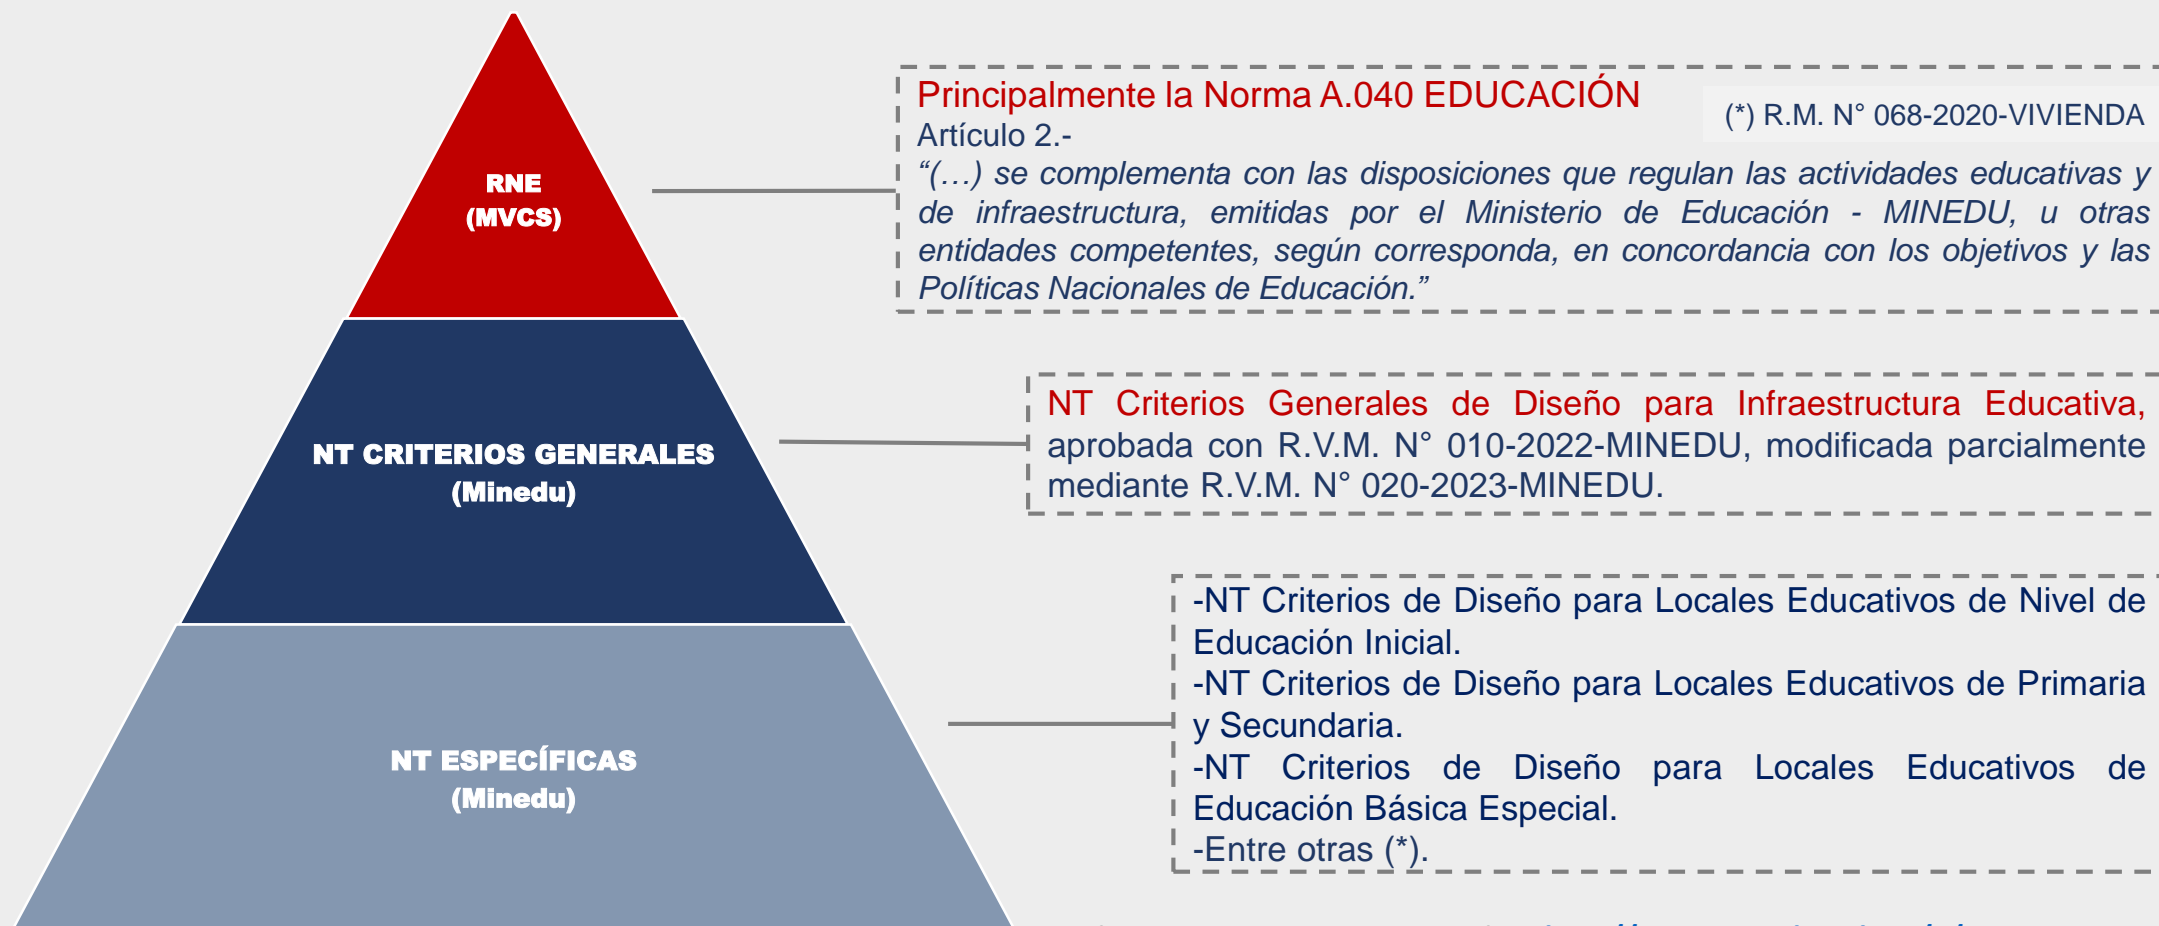 RNE
(MVCS)
Principalmente la Norma A.040 EDUCACIÓN
(*) R.M. N° 068-2020-VIVIENDA
Artículo 2.-
“(…) se complementa con las disposiciones que regulan las actividades educativas y
de infraestructura, emitidas por el Ministerio de Educación - MINEDU, u otras
entidades competentes, según corresponda, en concordancia con los objetivos y las
Políticas Nacionales de Educación.”
NT CRITERIOS GENERALES
(Minedu)
NT Criterios Generales de Diseño para Infraestructura Educativa,
aprobada con R.V.M. N° 010-2022-MINEDU, modificada parcialmente
mediante R.V.M. N° 020-2023-MINEDU.
NT ESPECÍFICAS
(Minedu)
-NT Criterios de Diseño para Locales Educativos de Nivel de
Educación Inicial.
-NT Criterios de Diseño para Locales Educativos de Primaria
y Secundaria.
-NT Criterios de Diseño para Locales Educativos de
Educación Básica Especial.
-Entre otras (*).